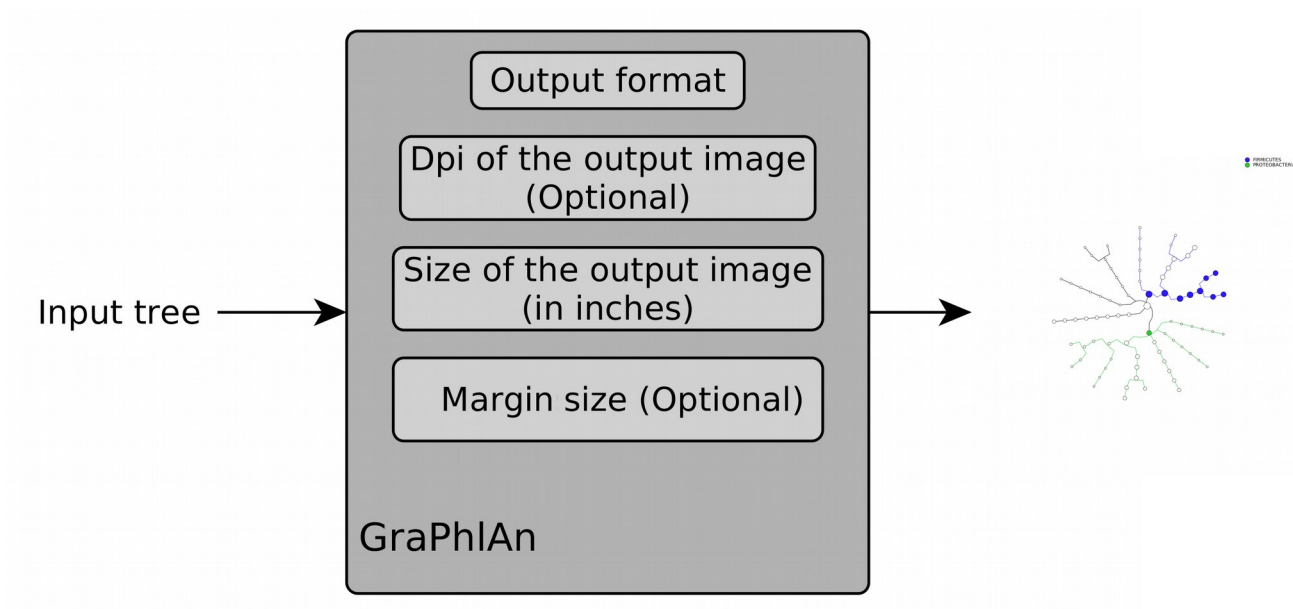 Output format
Dpi of the output image
(Optional)
Size of the output image
(in inches)
Input tree
Margin size (Optional)
GraPhlAn
FIRMICUTES
PROTEOBACTERI